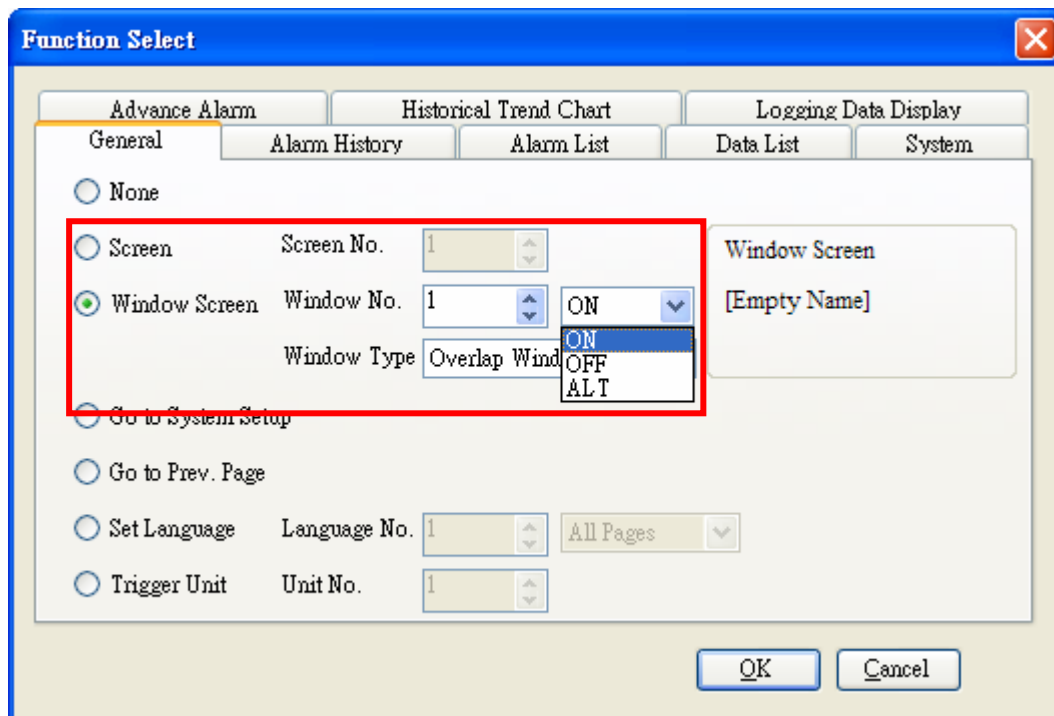 Function Select
Advance Alarm Historical Trend Chart Logging Data Display
General Alarm History Alarm List Data List System
None
Screen Screen No. 1
Window Screen Window No. 1 ON
ON
OFF
ALT
Window Type Overlap Wind
Window Screen
[Empty Name]
Go to System Setup
Go to Prev. Page
Set Language Language No. 1 All Pages
Trigger Unit Unit No. 1
OK Cancel